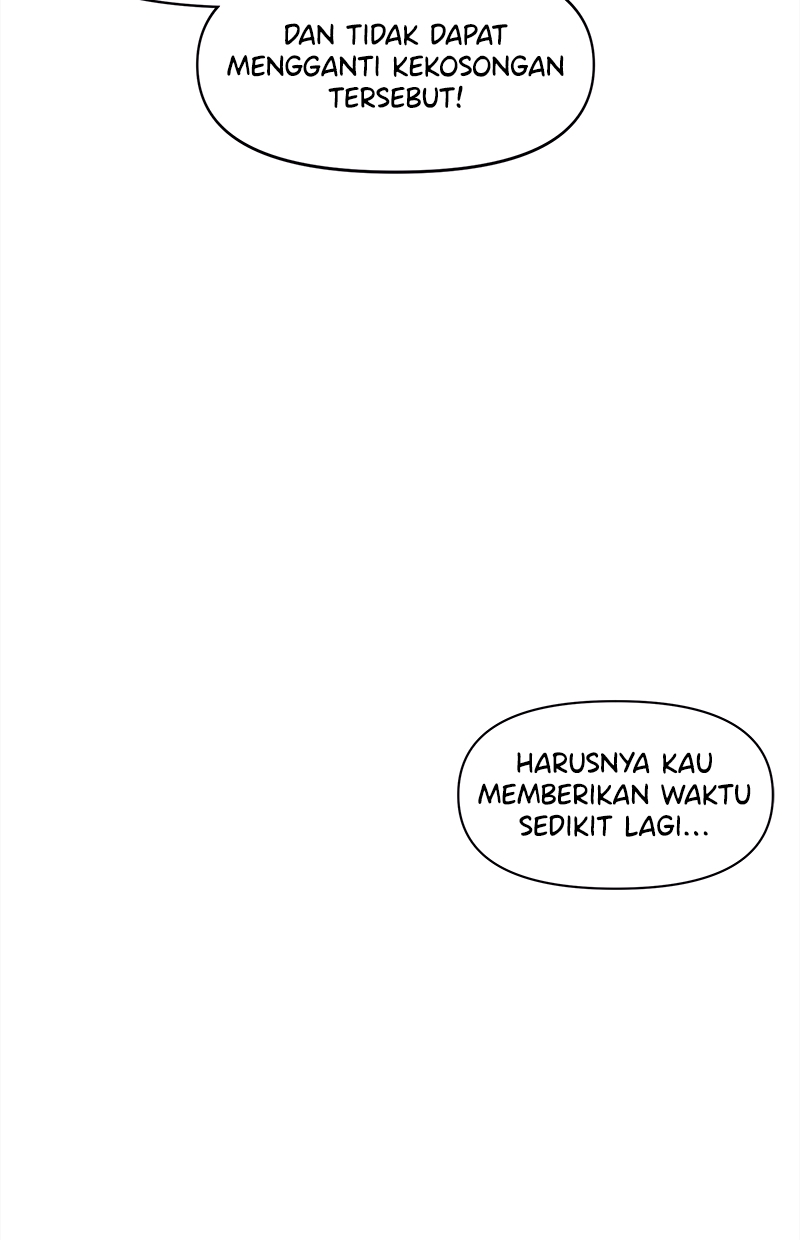 DAN TIDAK DAPAT
MENGGANTI KEKOSONGAN
TERSEBUT!
HARUSNYA KAU
MEMBERIKAN WAKTU
SEDIKIT LAGI...